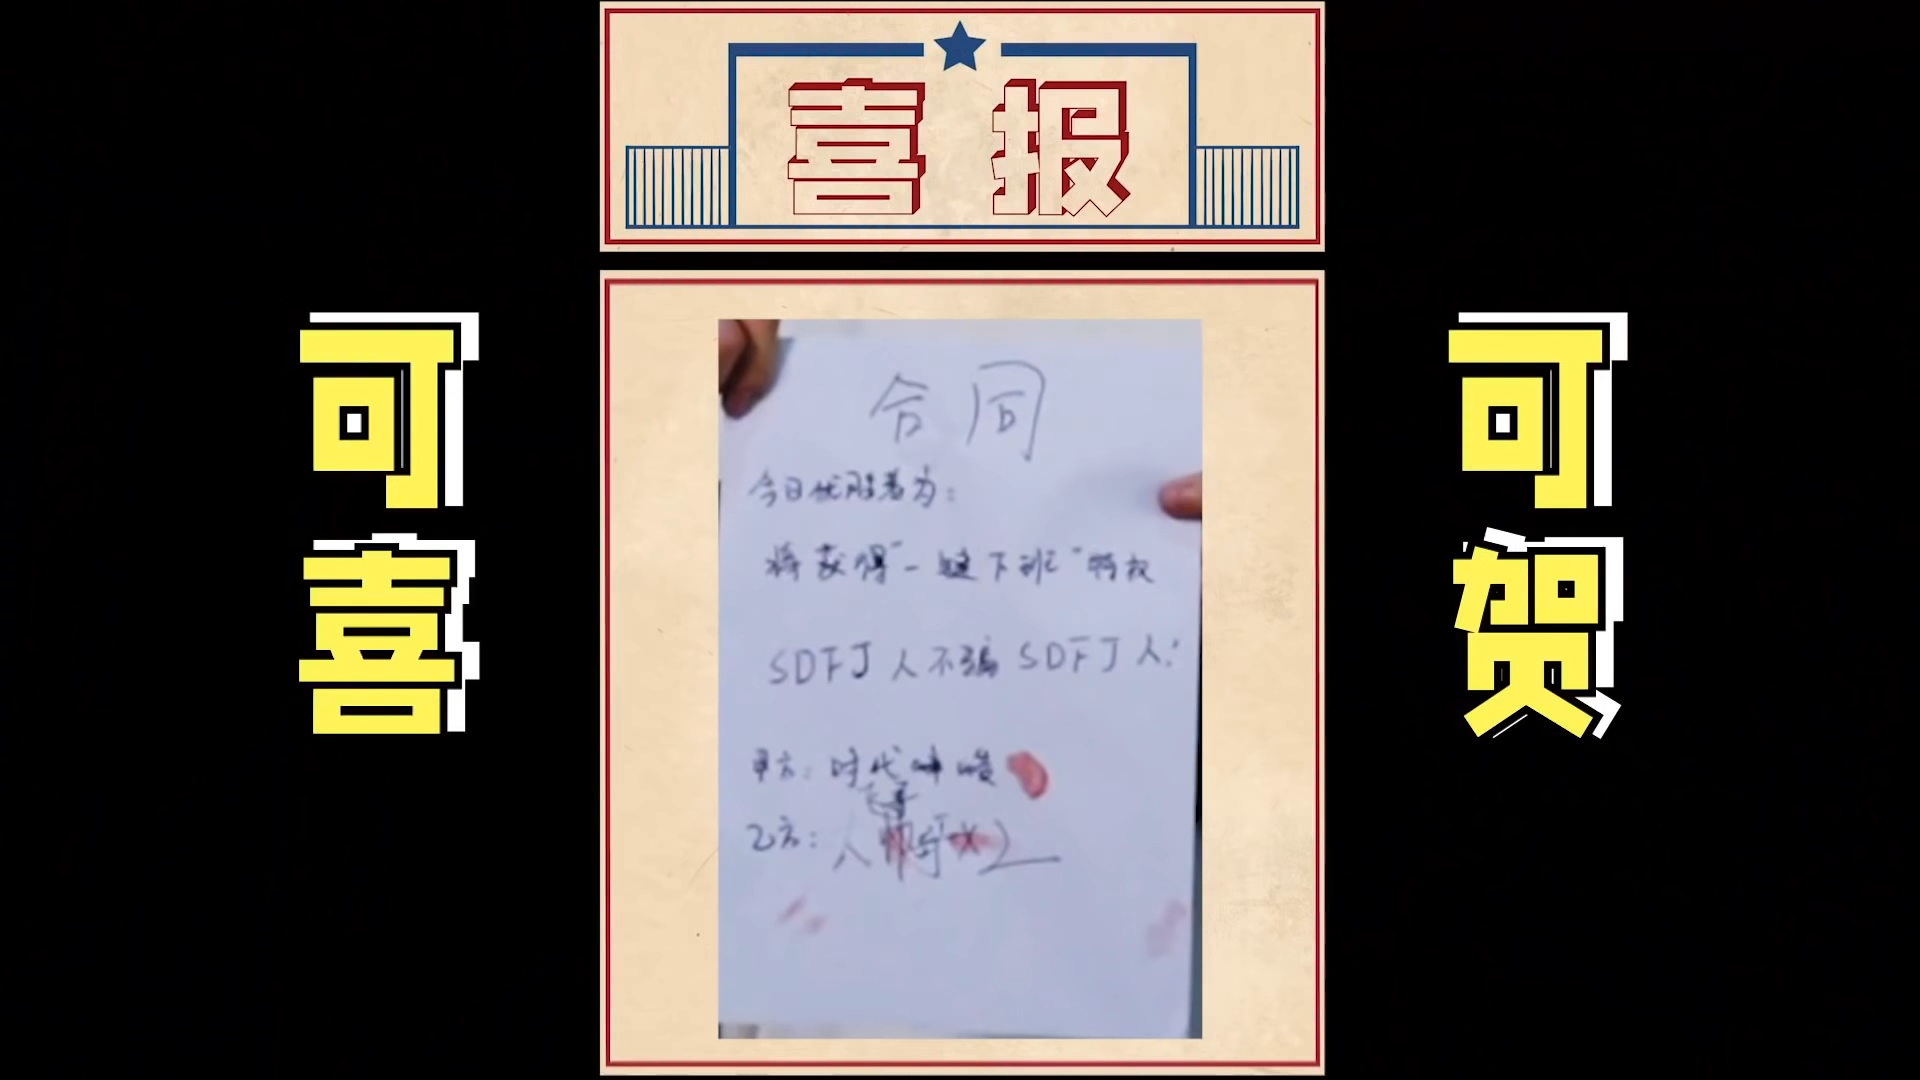 喜报
可喜
可贺
合同
今日优胜者为:
将获得"一键下班"特权
SDFJ人不骗SDFJ人!
甲方:时代峰峻
乙方:人